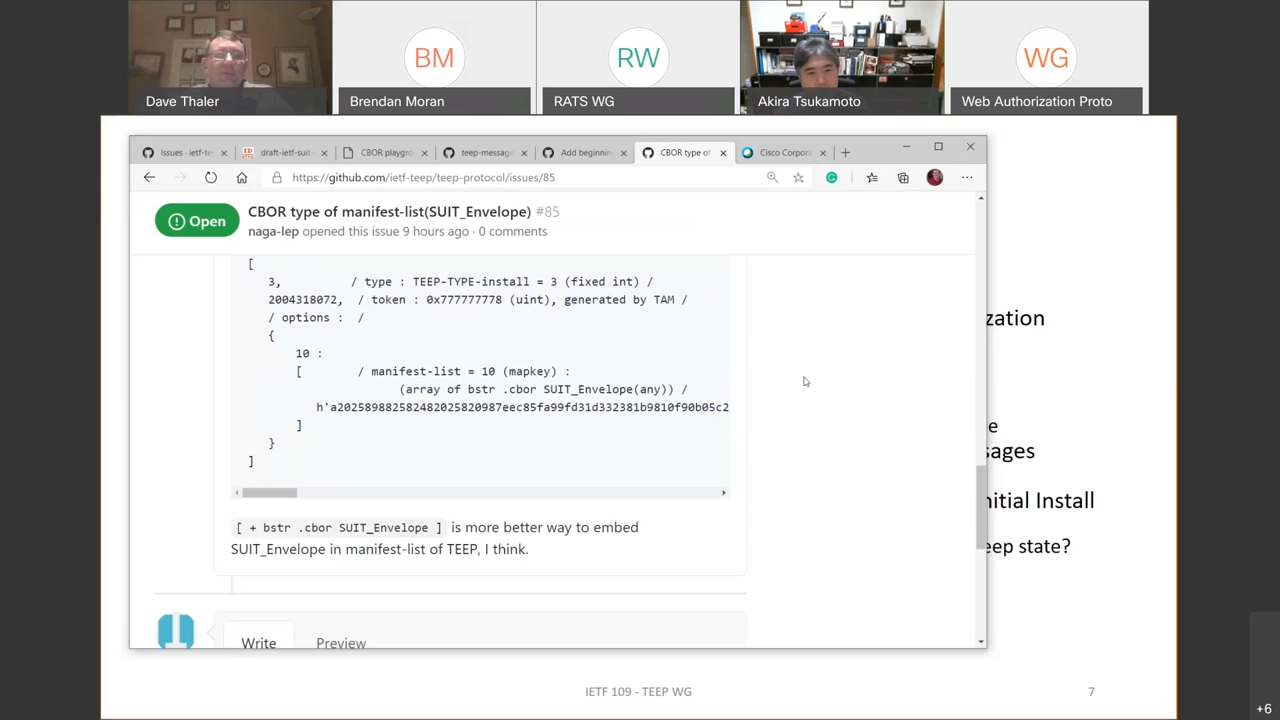 BM
RW
WG
Dave Thaler
Brendan Moran
RATS WG
Akira Tsukamoto
Web Authorization Proto
Issues · ietf-te
draft-ietf-suit-
CBOR playgro
teep-message
Add beginnin
CBOR type of
Cisco Corpora
https://github.com/ietf-teep/teep-protocol/issues/85
Open
CBOR type of manifest-list(SUIT_Envelope) #85
naga-lep opened this issue 9 hours ago · 0 comments
[
3, / type : TEEP-TYPE-install = 3 (fixed int) /
2004318072, / token : 0x777777778 (uint), generated by TAM /
/ options : /
{
10 :
[ / manifest-list = 10 (mapkey) :
(array of bstr .cbor SUIT_Envelope(any)) /
h'a2025898825824820258​20987eec85fa99fd31d332381b9810f90b05c2
]
}
]
[ + bstr .cbor SUIT_Envelope ] is more better way to embed
SUIT_Envelope in manifest-list of TEEP, I think.
Write Preview
zation
e
sages
nitial Install
eep state?
IETF 109 - TEEP WG
7
+6